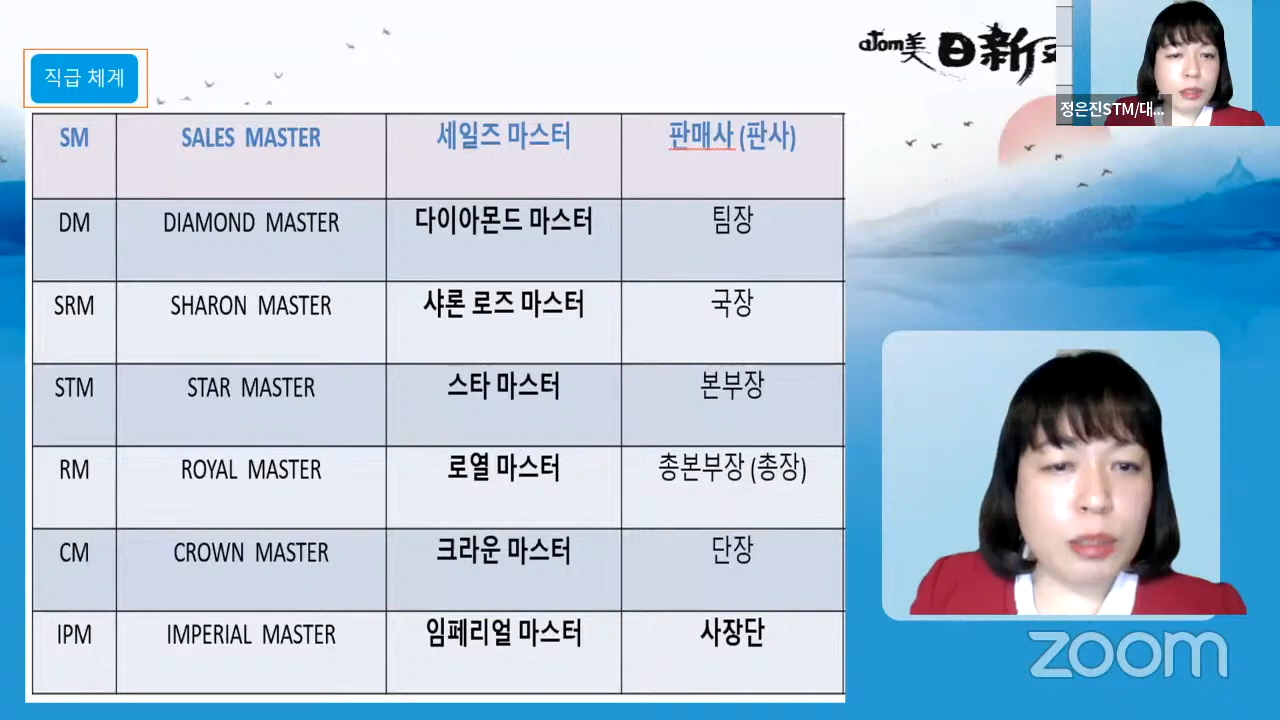 직급 체계
atom美 日新
정은진STM/대...
SM SALES MASTER 세일즈 마스터 판매사 (판사)
DM DIAMOND MASTER 다이아몬드 마스터 팀장
SRM SHARON MASTER 샤론 로즈 마스터 국장
STM STAR MASTER 스타 마스터 본부장
RM ROYAL MASTER 로열 마스터 총본부장 (총장)
CM CROWN MASTER 크라운 마스터 단장
IPM IMPERIAL MASTER 임페리얼 마스터 사장단
zoom